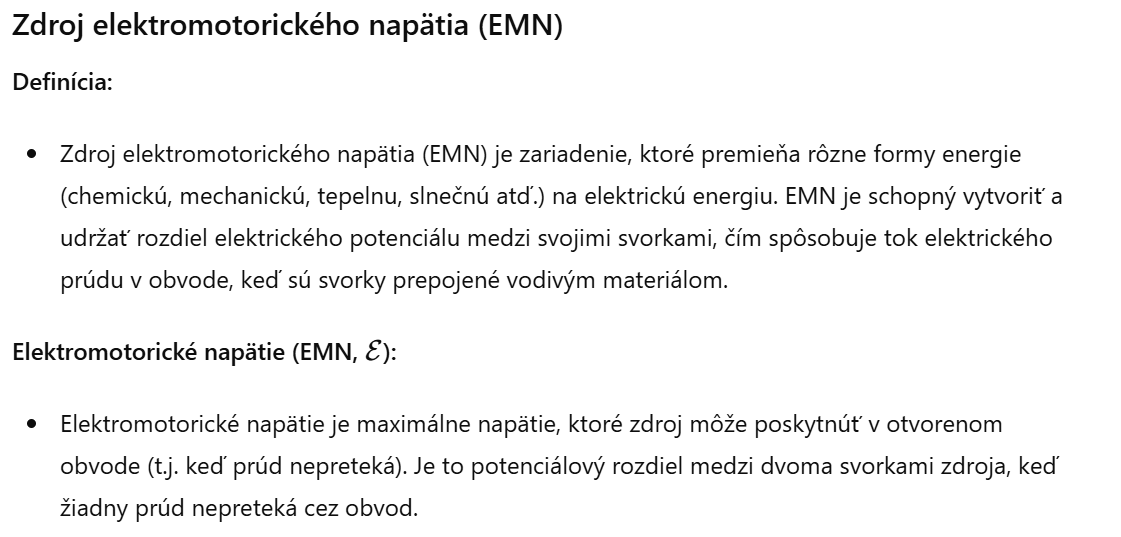 Zdroj elektromotorického napätia (EMN)
Definícia:
• Zdroj elektromotorického napätia (EMN) je zariadenie, ktoré premieňa rôzne formy energie
(chemickú, mechanickú, tepelnu, slnečnú atď.) na elektrickú energiu. EMN je schopný vytvoriť a
udržať rozdiel elektrického potenciálu medzi svojimi svorkami, čím spôsobuje tok elektrického
prúdu v obvode, keď sú svorky prepojené vodivým materiálom.
Elektromotorické napätie (EMN, ℰ):
• Elektromotorické napätie je maximálne napätie, ktoré zdroj môže poskytnúť v otvorenom
obvode (t.j. keď prúd nepreteká). Je to potenciálový rozdiel medzi dvoma svorkami zdroja, keď
žiadny prúd nepreteká cez obvod.